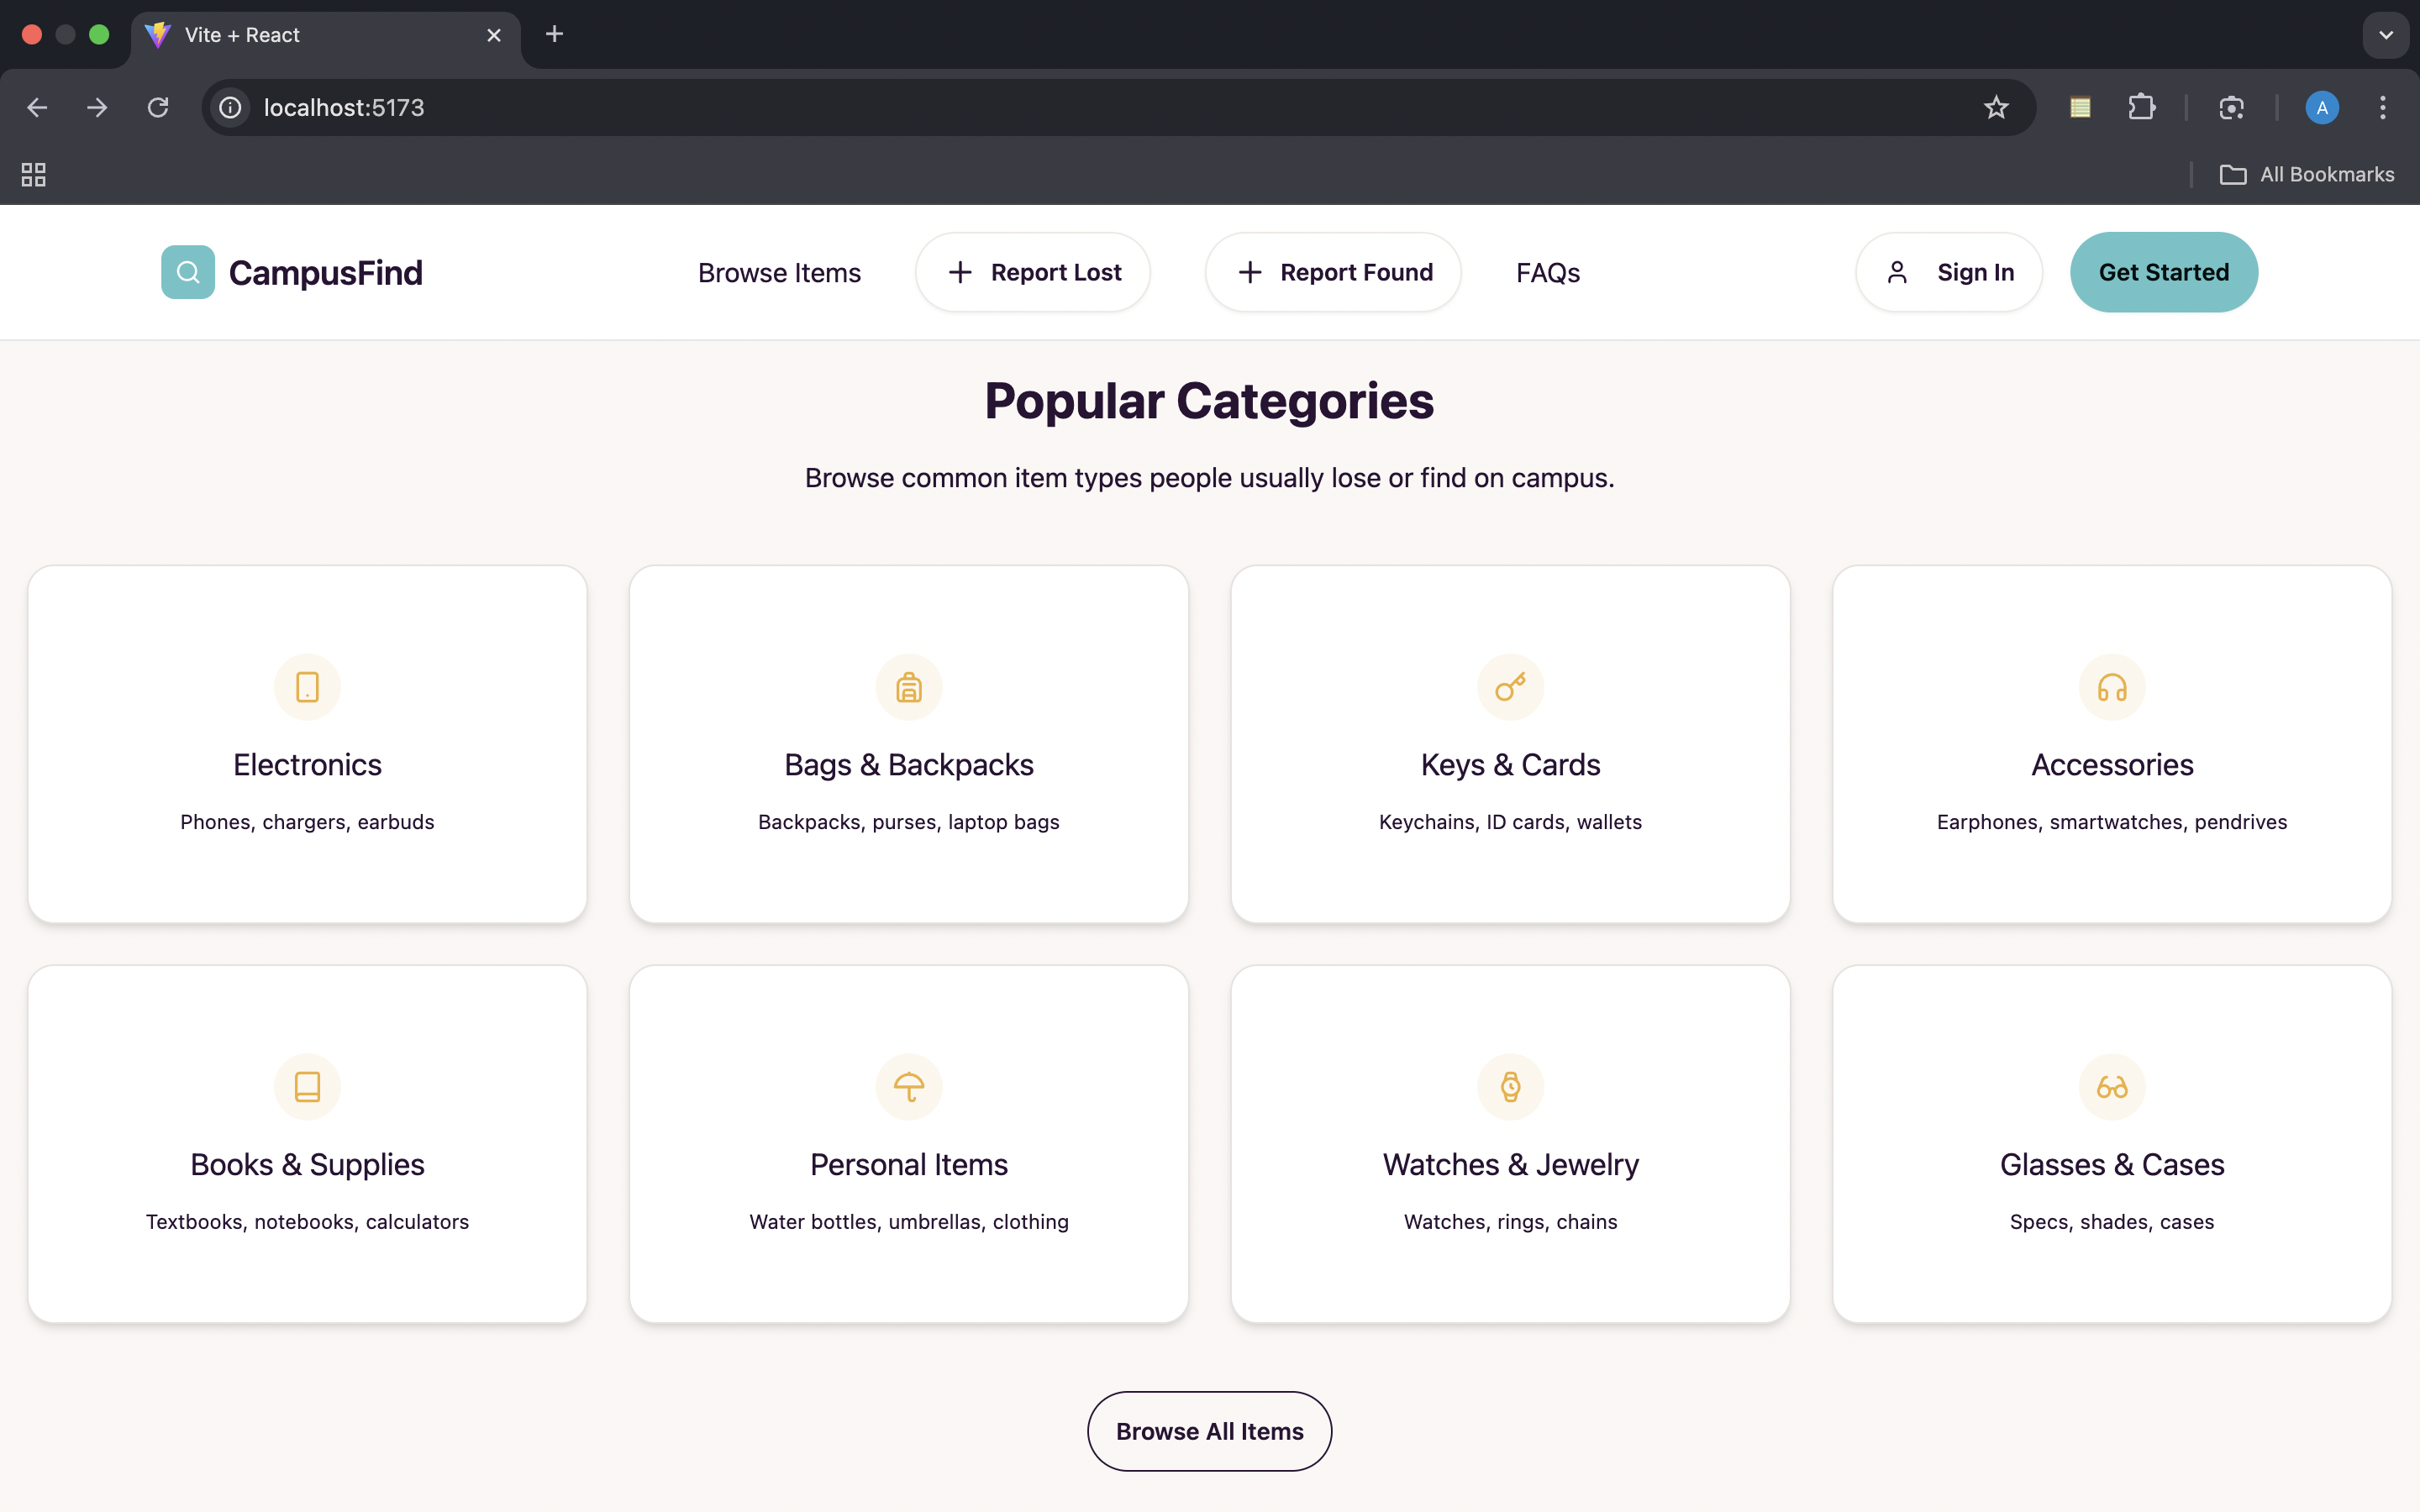 Vite + React
localhost:5173
A
All Bookmarks
CampusFind
Browse Items
Report Lost
Report Found
FAQs
Sign In
Get Started
Popular Categories
Browse common item types people usually lose or find on campus.
Electronics
Phones, chargers, earbuds
Bags & Backpacks
Backpacks, purses, laptop bags
Keys & Cards
Keychains, ID cards, wallets
Accessories
Earphones, smartwatches, pendrives
Books & Supplies
Textbooks, notebooks, calculators
Personal Items
Water bottles, umbrellas, clothing
Watches & Jewelry
Watches, rings, chains
Glasses & Cases
Specs, shades, cases
Browse All Items